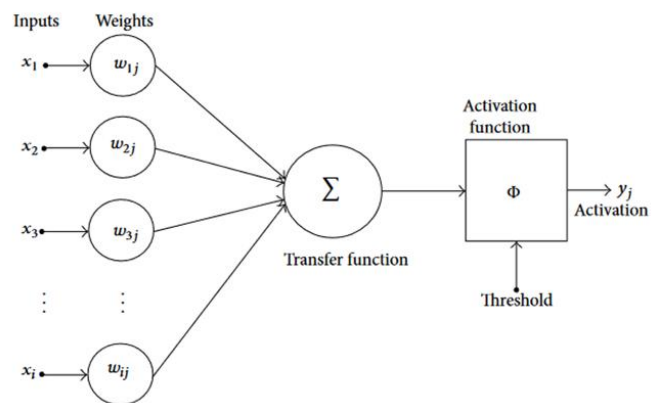 Inputs
Weights
x₁
w₁ⱼ
x₂
w₂ⱼ
x₃
w₃ⱼ
⋮
⋮
xᵢ
wᵢⱼ
Σ
Transfer function
Activation
function
Φ
yⱼ
Activation
Threshold